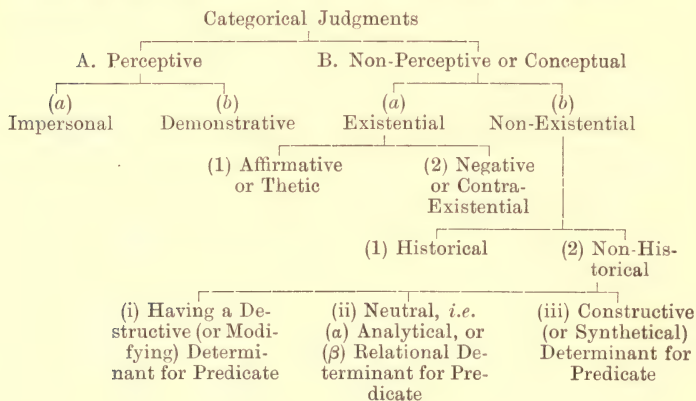 Categorical Judgments
A. Perceptive B. Non-Perceptive or Conceptual
(a) (b) (a) (b)
Impersonal Demonstrative Existential Non-Existential
(1) Affirmative (2) Negative
or Thetic or Contra-
Existential
(1) Historical (2) Non-His-
torical
(i) Having a De- (ii) Neutral, i.e. (iii) Constructive
structive (or Modi- (α) Analytical, or (or Synthetical)
fying) Determi- (β) Relational De- Determinant for
nant for Predicate terminant for Pre- Predicate
dicate